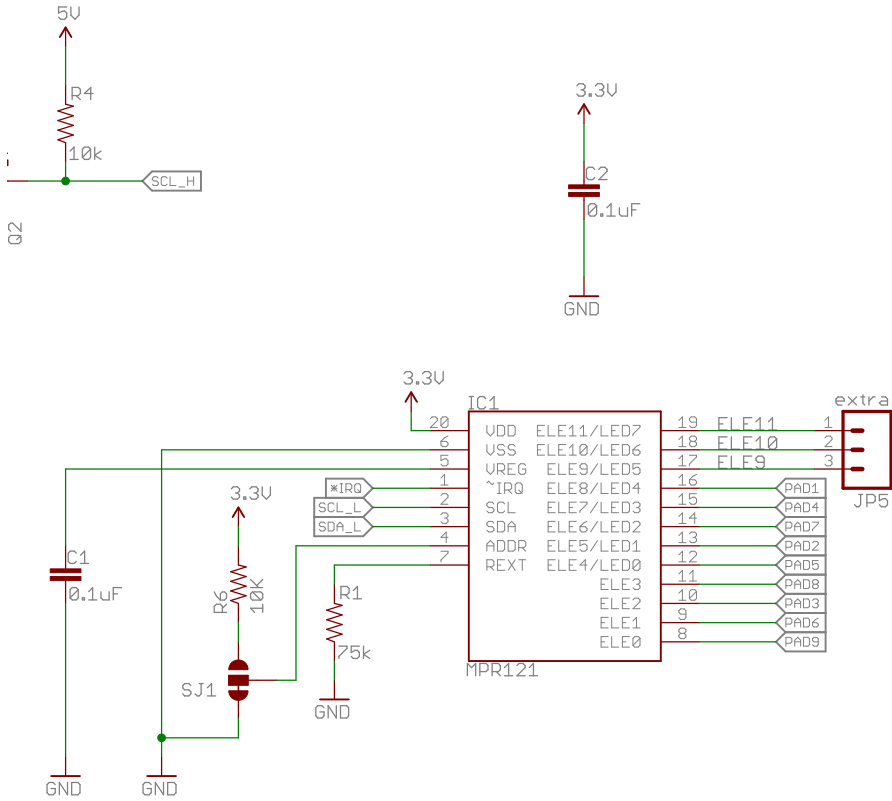 5V
R4
10k
SCL_H
Q2
3.3V
C2
0.1uF
GND
3.3V
IC1
extra
20 VDD ELE11/LED7 19 ELE11 1
6 VSS ELE10/LED6 18 ELE10 2
5 VREG ELE9/LED5 17 ELE9 3
*IRQ 1 ~IRQ ELE8/LED4 16 PAD1
SCL_L 2 SCL ELE7/LED3 15 PAD4
SDA_L 3 SDA ELE6/LED2 14 PAD7
4 ADDR ELE5/LED1 13 PAD2
7 REXT ELE4/LED0 12 PAD5
ELE3 11 PAD8
ELE2 10 PAD3
ELE1 9 PAD6
ELE0 8 PAD9
JP5
MPR121
3.3V
C1
0.1uF
R6
10K
R1
75k
SJ1
GND
GND
GND